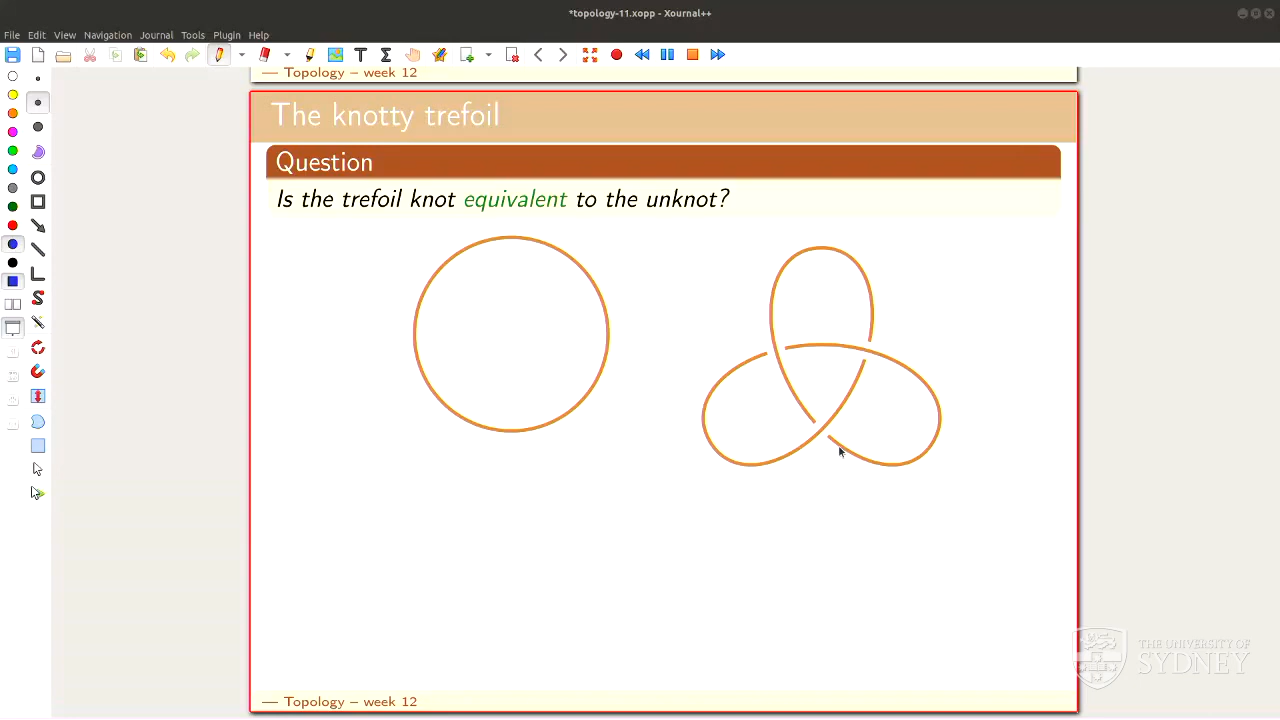 *topology-11.xopp - Xournal++
File Edit View Navigation Journal Tools Plugin Help
— Topology – week 12
The knotty trefoil
Question
Is the trefoil knot equivalent to the unknot?
THE UNIVERSITY OF
SYDNEY
— Topology – week 12